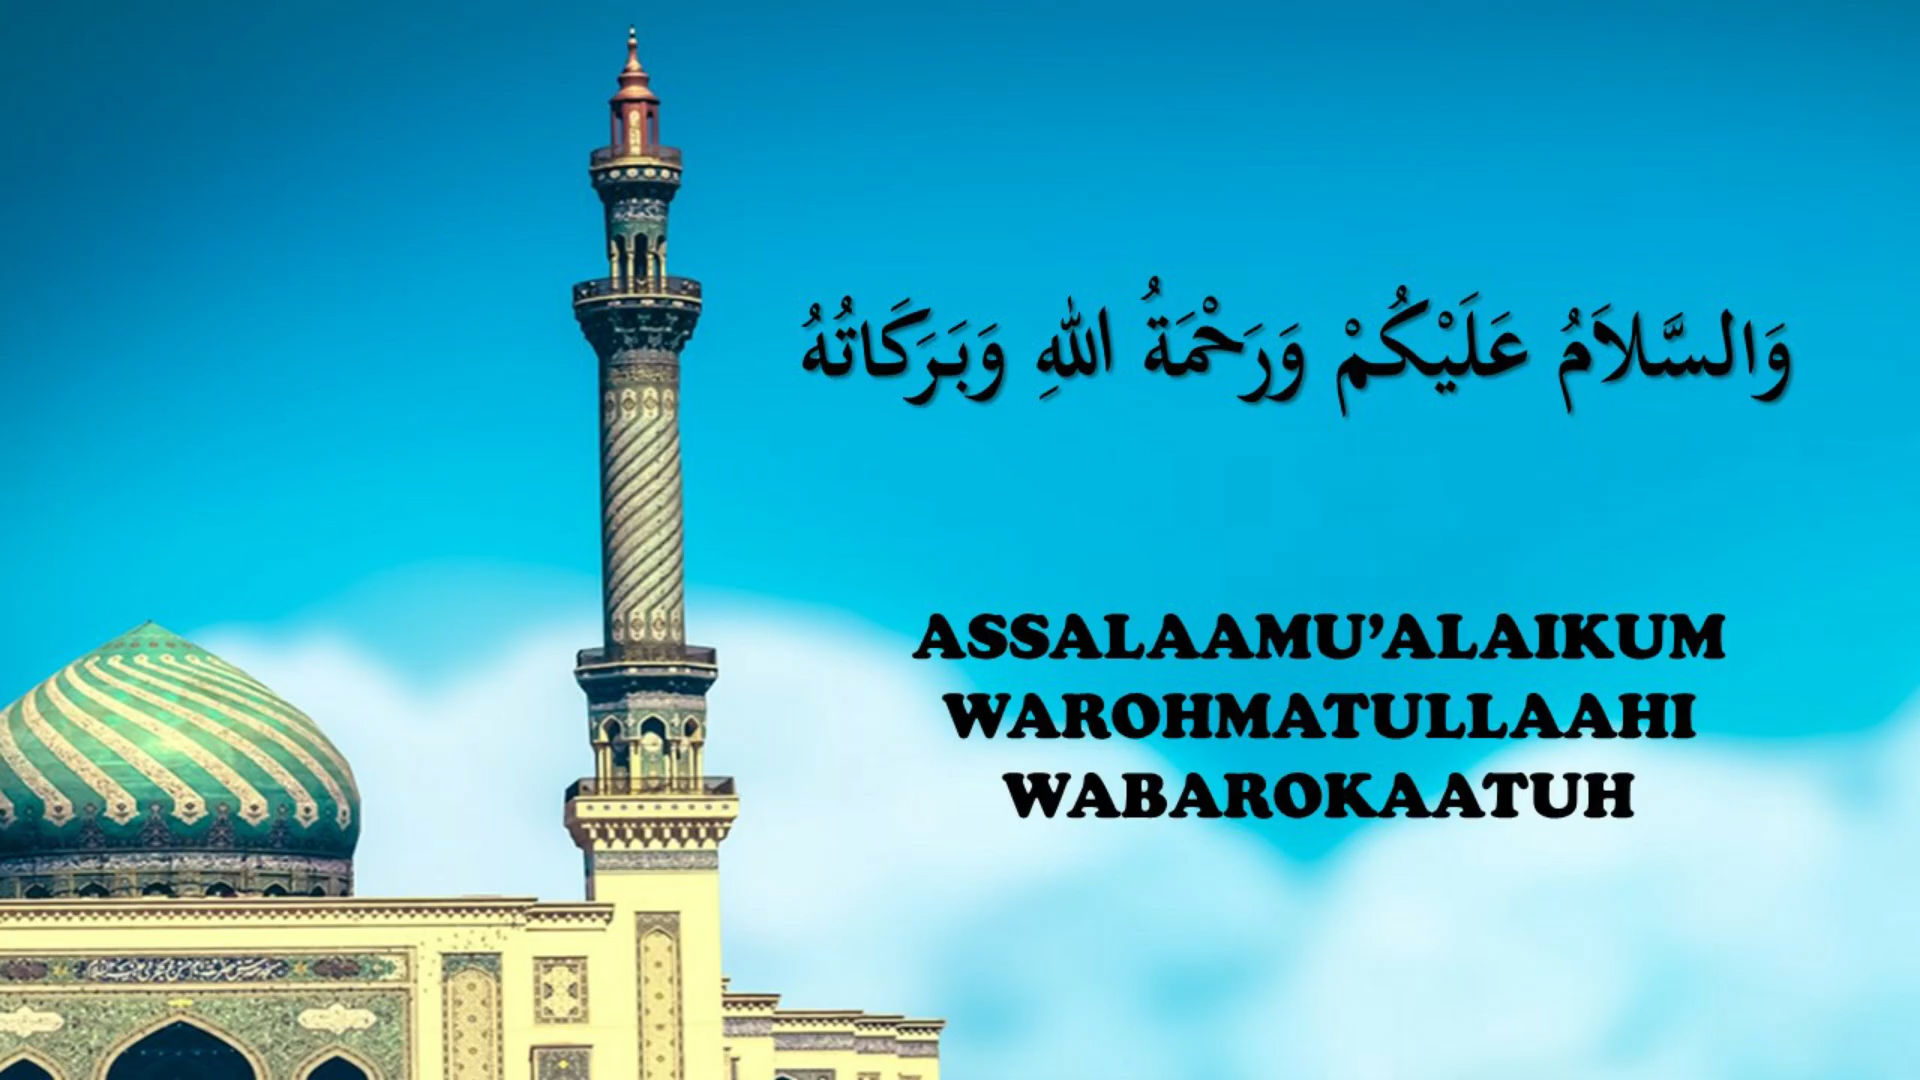 وَالسَّلاَمُ عَلَيْكُمْ وَرَحْمَةُ اللهِ وَبَرَكَاتُهُ
ASSALAAMU’ALAIKUM
WAROHMATULLAAHI
WABAROKAATUH